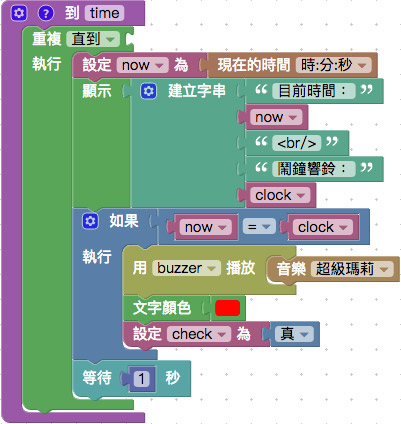 ? 到 time
重複 直到
執行 設定 now 為 現在的時間 時:分:秒
顯示 建立字串 “ 目前時間： ”
now
“ <br/> ”
“ 鬧鐘響鈴： ”
clock
如果 now = clock
執行 用 buzzer 播放 音樂 超級瑪莉
文字顏色
設定 check 為 真
等待 1 秒